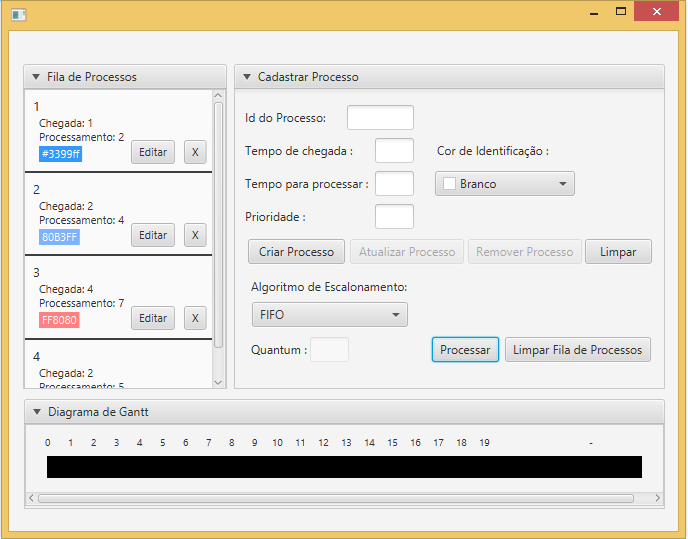 Fila de Processos
1
Chegada: 1
Processamento: 2
#3399ff Editar X
2
Chegada: 2
Processamento: 4
80B3FF Editar X
3
Chegada: 4
Processamento: 7
FF8080 Editar X
4
Chegada: 2
Processamento: 5
Cadastrar Processo
Id do Processo:
Tempo de chegada : Cor de Identificação :
Tempo para processar : Branco
Prioridade :
Criar Processo Atualizar Processo Remover Processo Limpar
Algoritmo de Escalonamento:
FIFO
Quantum : Processar Limpar Fila de Processos
Diagrama de Gantt
0 1 2 3 4 5 6 7 8 9 10 11 12 13 14 15 16 17 18 19 -